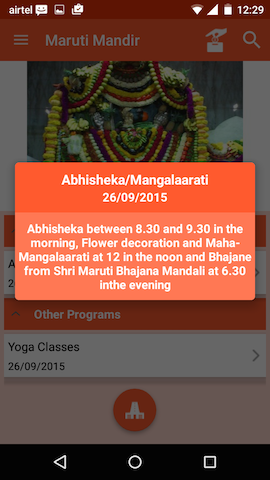 airtel 12:29
Maruti Mandir
Abhisheka/Mangalaarati
26/09/2015
Abhisheka between 8.30 and 9.30 in the
morning, Flower decoration and Maha-
Mangalaarati at 12 in the noon and Bhajane
from Shri Maruti Bhajana Mandali at 6.30
inthe evening
Other Programs
Yoga Classes
26/09/2015